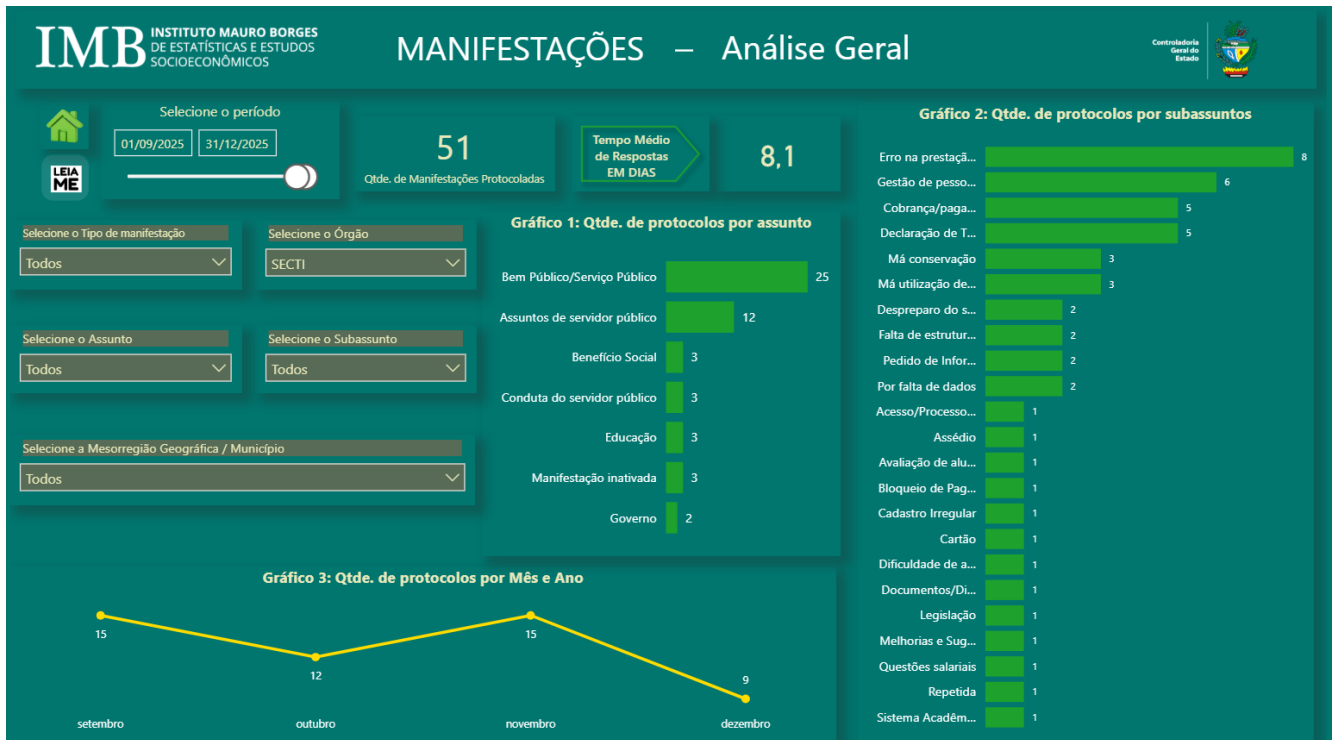 IMB
INSTITUTO MAURO BORGES
DE ESTATÍSTICAS E ESTUDOS
SOCIOECONÔMICOS
MANIFESTAÇÕES – Análise Geral
Controladoria
Geral do
Estado
LEIA
ME
Selecione o período
01/09/2025 31/12/2025
51
Qtde. de Manifestações Protocoladas
Tempo Médio
de Respostas
EM DIAS
8,1
Selecione o Tipo de manifestação
Todos
Selecione o Órgão
SECTI
Selecione o Assunto
Todos
Selecione o Subassunto
Todos
Selecione a Mesorregião Geográfica / Município
Todos
Gráfico 1: Qtde. de protocolos por assunto
Bem Público/Serviço Público 25
Assuntos de servidor público 12
Benefício Social 3
Conduta do servidor público 3
Educação 3
Manifestação inativada 3
Governo 2
Gráfico 2: Qtde. de protocolos por subassuntos
Erro na prestaçã... 8
Gestão de pesso... 6
Cobrança/paga... 5
Declaração de T... 5
Má conservação 3
Má utilização de... 3
Despreparo do s... 2
Falta de estrutur... 2
Pedido de Infor... 2
Por falta de dados 2
Acesso/Processo... 1
Assédio 1
Avaliação de alu... 1
Bloqueio de Pag... 1
Cadastro Irregular 1
Cartão 1
Dificuldade de a... 1
Documentos/Di... 1
Legislação 1
Melhorias e Sug... 1
Questões salariais 1
Repetida 1
Sistema Acadêm... 1
Gráfico 3: Qtde. de protocolos por Mês e Ano
15
12
15
9
setembro outubro novembro dezembro